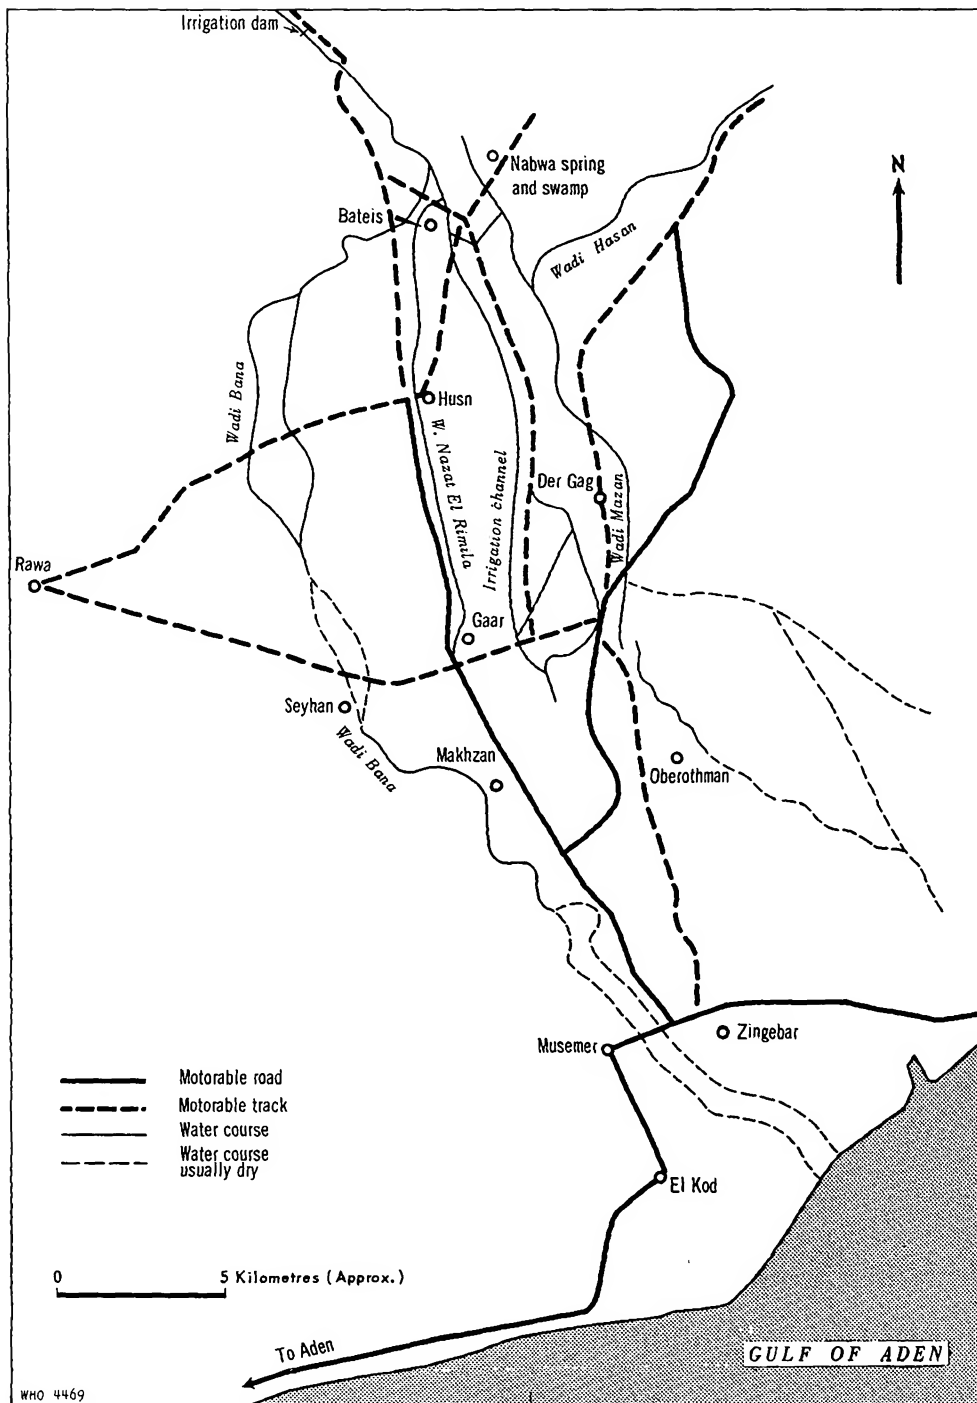 Irrigation dam
Nabwa spring
and swamp
N
Bateis
Wadi Hasan
Wadi Bana
Husn
W. Nazat El Rimila
Irrigation channel
Der Gag
Wadi Mazan
Rawa
Gaar
Seyhan
Wadi Bana
Makhzan
Oberothman
Musemer
Zingebar
Motorable road
Motorable track
Water course
Water course
usually dry
El Kod
0 5 Kilometres (Approx.)
To Aden
GULF OF ADEN
WHO 4469